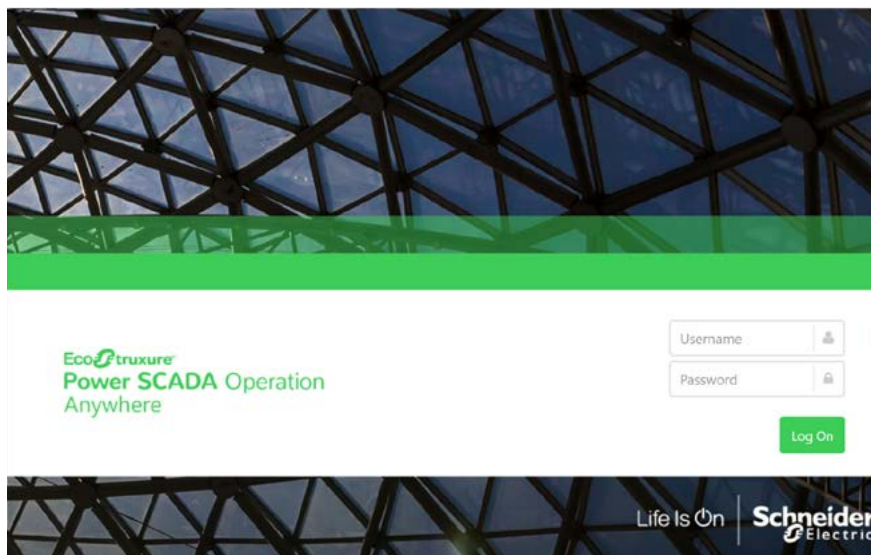 EcoStruxure
Power SCADA Operation
Anywhere
Username
Password
Log On
Life Is On
Schneider
Electric